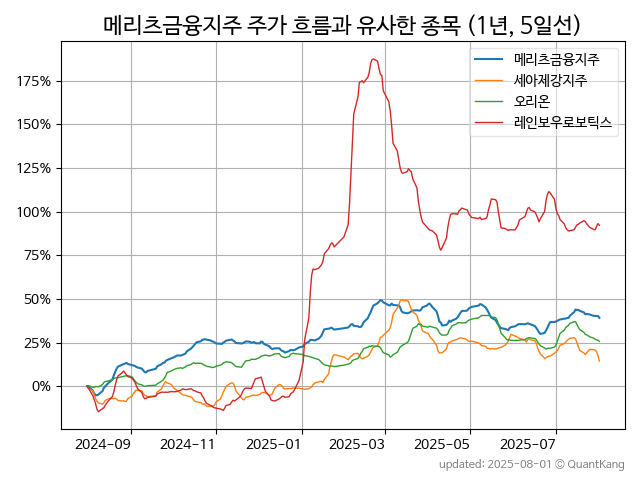 메리츠금융지주 주가 흐름과 유사한 종목 (1년, 5일선)
메리츠금융지주
세아제강지주
오리온
레인보우로보틱스
175%
150%
125%
100%
75%
50%
25%
0%
2024-09 2024-11 2025-01 2025-03 2025-05 2025-07
updated: 2025-08-01 © QuantKang